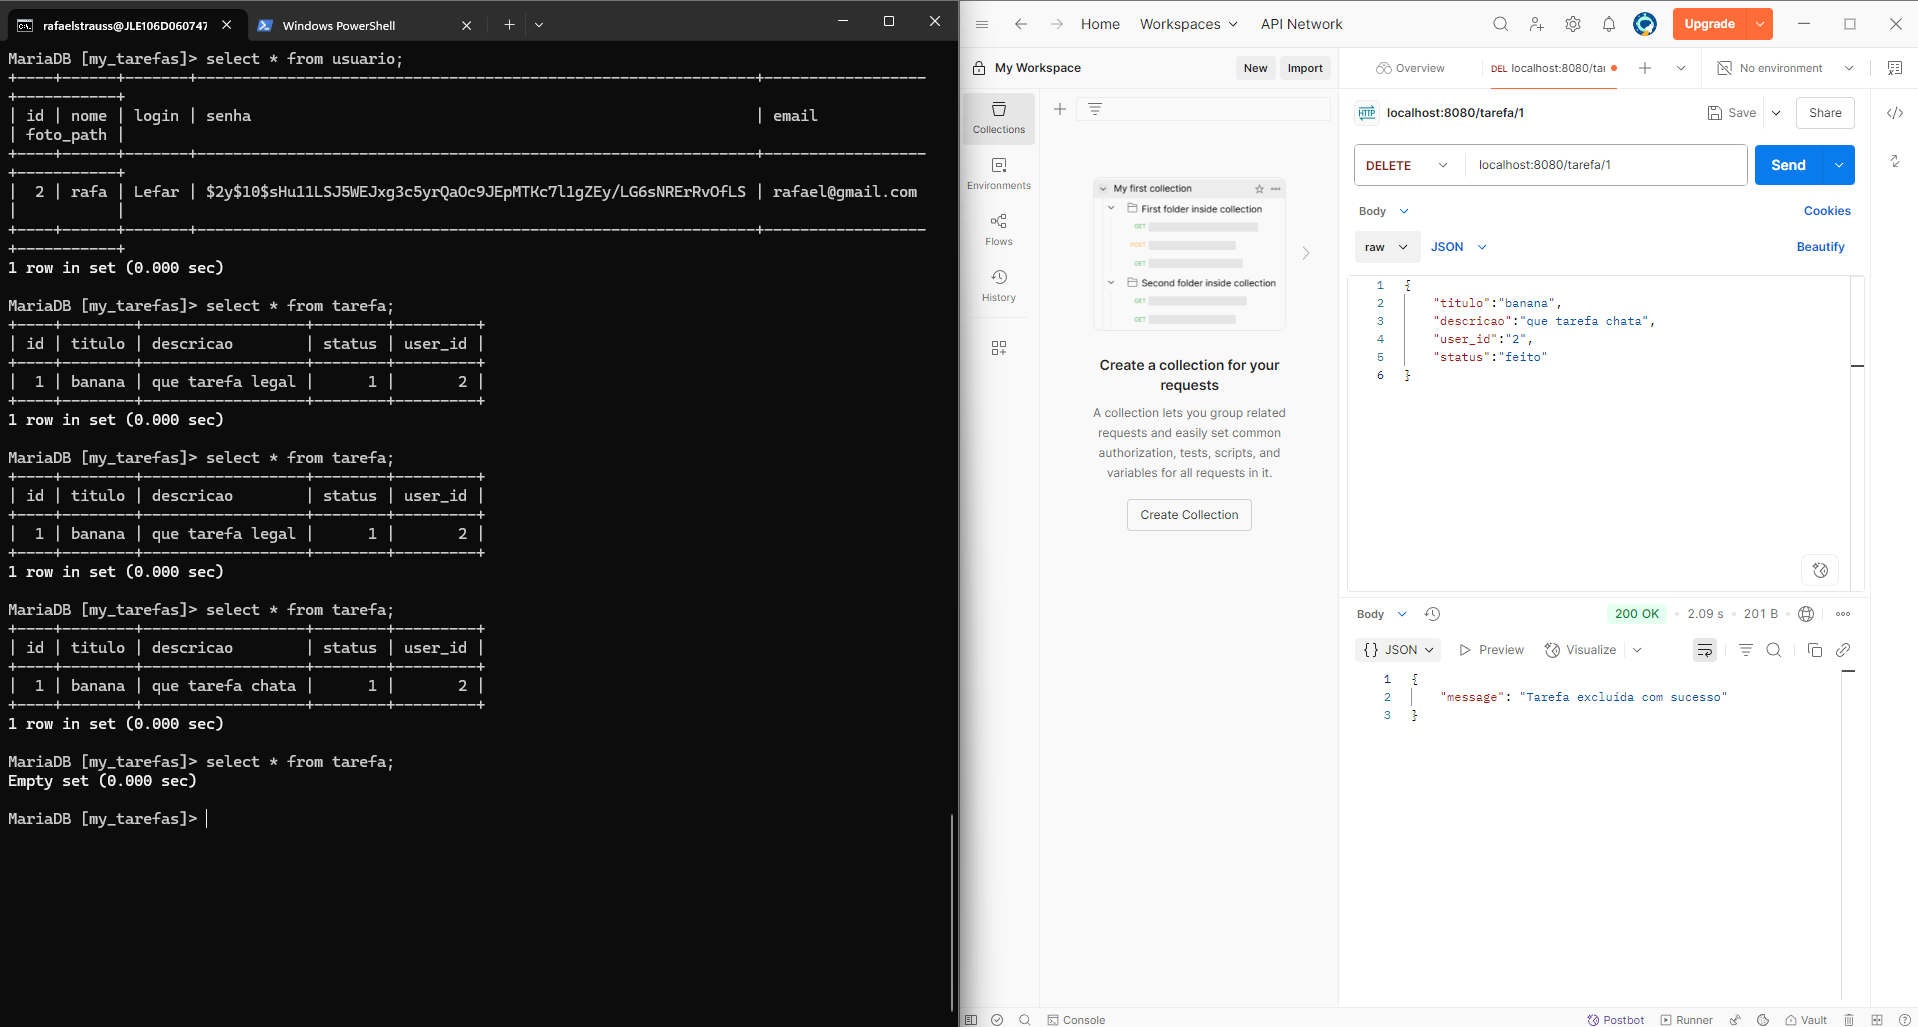 rafaelstrauss@JLE106D060747
Windows PowerShell
MariaDB [my_tarefas]> select * from usuario;
+----+------+-------+--------------------------------------------------------------+------------------
+-----------+
| id | nome | login | senha | email
| foto_path |
+----+------+-------+--------------------------------------------------------------+------------------
+-----------+
| 2 | rafa | Lefar | $2y$10$sHu11LSJ5WEJxg3c5yrQaOc9JEpMTKc7l1gZEy/LG6sNRErRvOfLS | rafael@gmail.com
| |
+----+------+-------+--------------------------------------------------------------+------------------
+-----------+
1 row in set (0.000 sec)
MariaDB [my_tarefas]> select * from tarefa;
+----+--------+------------------+--------+---------+
| id | titulo | descricao | status | user_id |
+----+--------+------------------+--------+---------+
| 1 | banana | que tarefa legal | 1 | 2 |
+----+--------+------------------+--------+---------+
1 row in set (0.000 sec)
MariaDB [my_tarefas]> select * from tarefa;
+----+--------+------------------+--------+---------+
| id | titulo | descricao | status | user_id |
+----+--------+------------------+--------+---------+
| 1 | banana | que tarefa legal | 1 | 2 |
+----+--------+------------------+--------+---------+
1 row in set (0.000 sec)
MariaDB [my_tarefas]> select * from tarefa;
+----+--------+------------------+--------+---------+
| id | titulo | descricao | status | user_id |
+----+--------+------------------+--------+---------+
| 1 | banana | que tarefa chata | 1 | 2 |
+----+--------+------------------+--------+---------+
1 row in set (0.000 sec)
MariaDB [my_tarefas]> select * from tarefa;
Empty set (0.000 sec)
MariaDB [my_tarefas]>
Home Workspaces API Network
Upgrade
My Workspace
New Import
Collections
Environments
Flows
History
My first collection
First folder inside collection
GET
POST
GET
Second folder inside collection
GET
GET
Create a collection for your
requests
A collection lets you group related
requests and easily set common
authorization, tests, scripts, and
variables for all requests in it.
Create Collection
Overview
DEL localhost:8080/tar
No environment
HTTP localhost:8080/tarefa/1
Save Share
DELETE localhost:8080/tarefa/1
Send
Body Cookies
raw JSON Beautify
1 {
2 "titulo":"banana",
3 "descricao":"que tarefa chata",
4 "user_id":"2",
5 "status":"feito"
6 }
Body 200 OK • 2.09 s • 201 B
{} JSON Preview Visualize
1 {
2 "message": "Tarefa excluída com sucesso"
3 }
Console Postbot Runner Vault